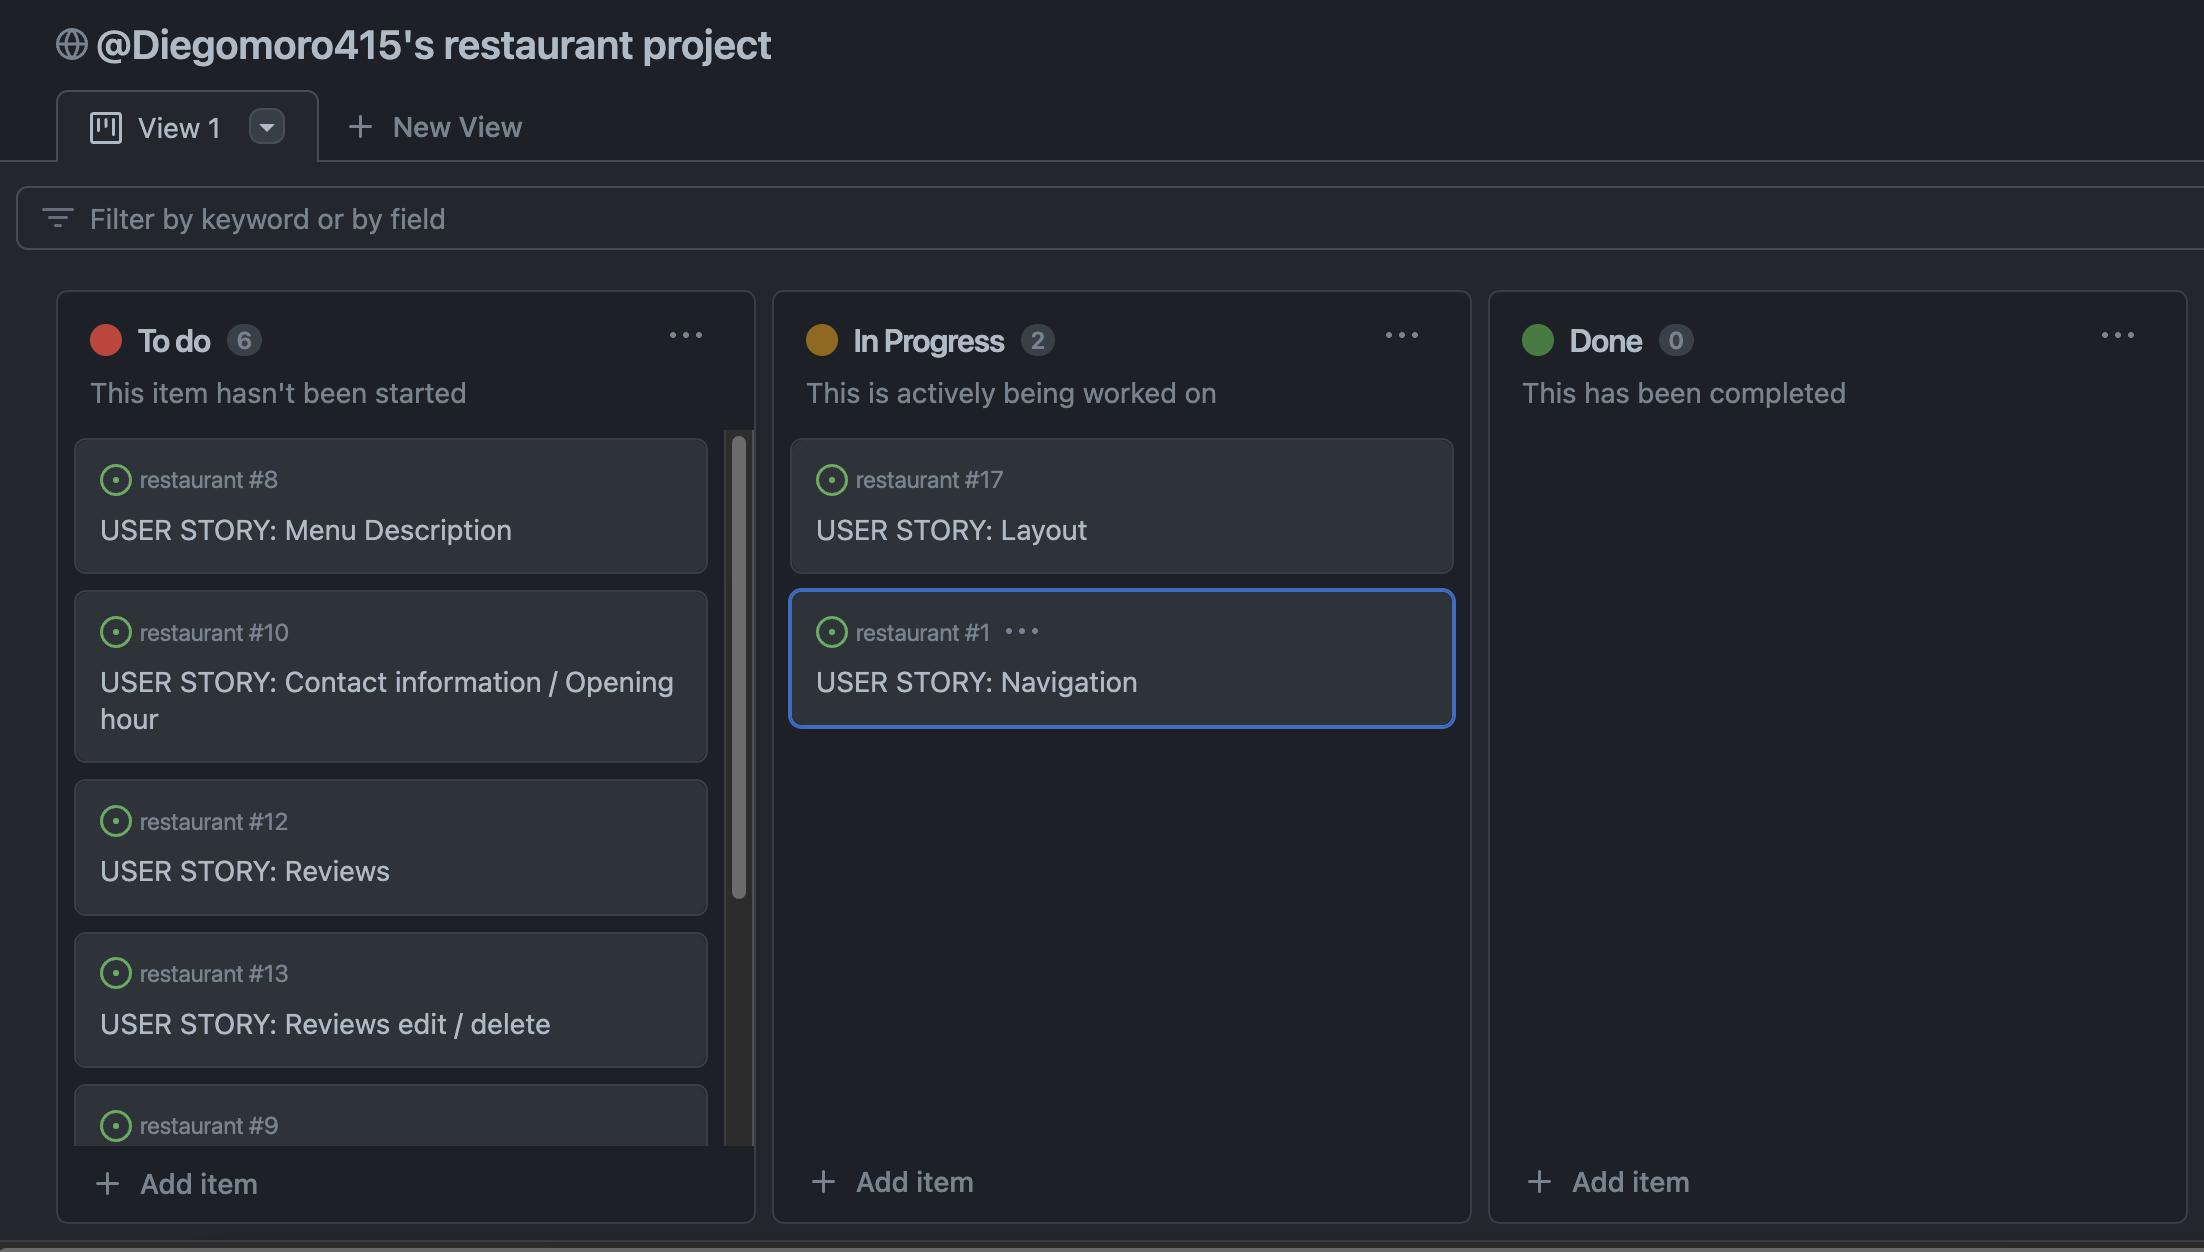 @Diegomoro415's restaurant project
View 1
New View
Filter by keyword or by field
To do 6
This item hasn't been started
restaurant #8
USER STORY: Menu Description
restaurant #10
USER STORY: Contact information / Opening
hour
restaurant #12
USER STORY: Reviews
restaurant #13
USER STORY: Reviews edit / delete
restaurant #9
Add item
In Progress 2
This is actively being worked on
restaurant #17
USER STORY: Layout
restaurant #1
USER STORY: Navigation
Add item
Done 0
This has been completed
Add item